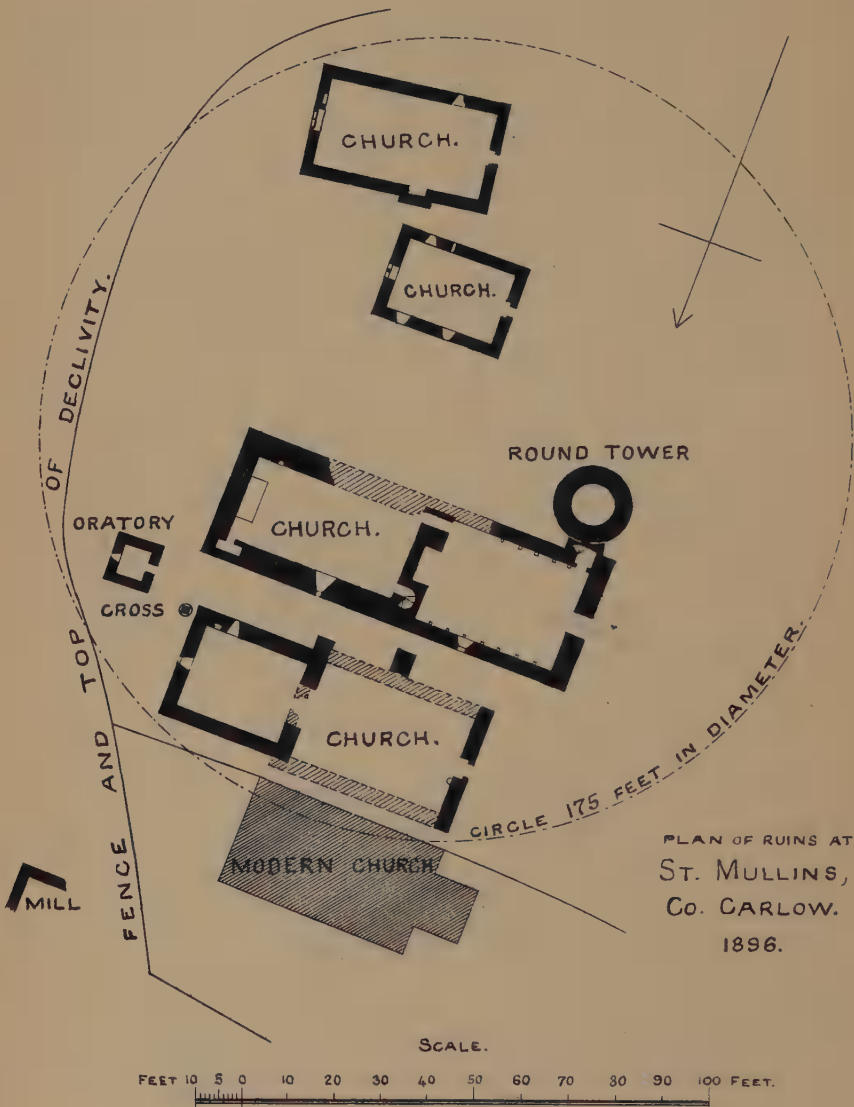 CHURCH.
CHURCH.
ROUND TOWER
ORATORY
CHURCH.
CROSS
CHURCH.
MODERN CHURCH
MILL
FENCE AND TOP OF DECLIVITY.
CIRCLE 175 FEET IN DIAMETER.
PLAN OF RUINS AT
ST. MULLINS,
CO. CARLOW.
1896.
SCALE.
FEET 10 5 0 10 20 30 40 50 60 70 80 90 100 FEET.